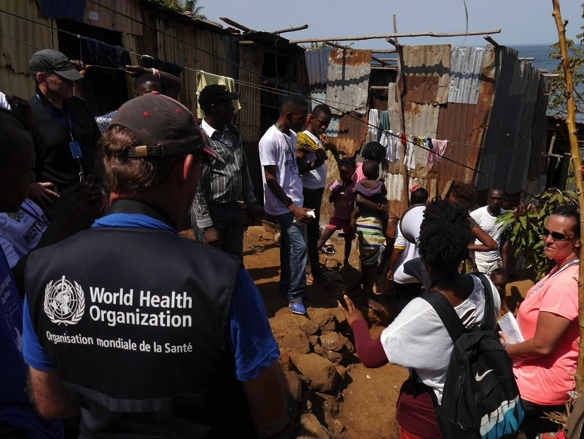 World Health
Organization
Organisation mondiale de la Santé